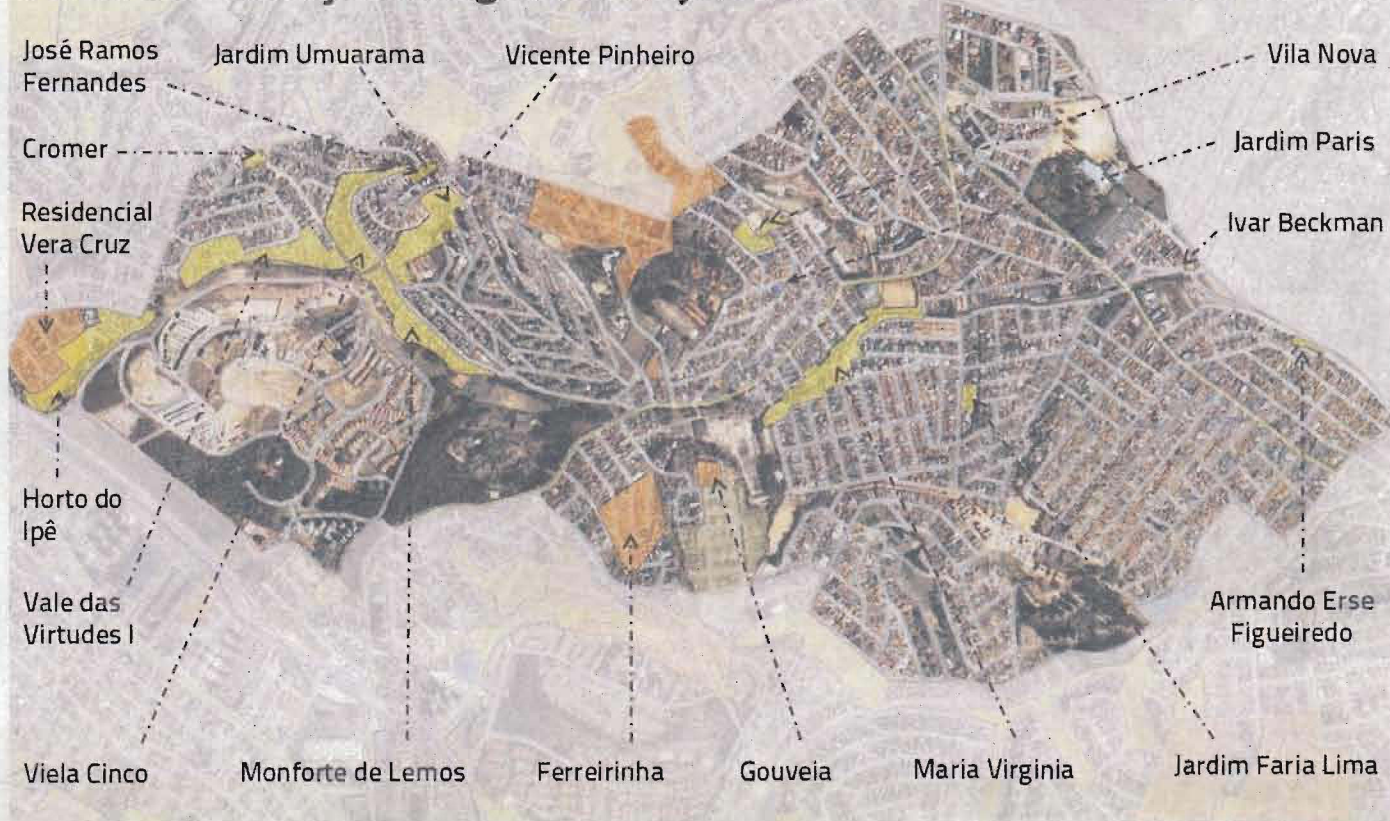 José Ramos
Fernandes
Jardim Umuarama
Vicente Pinheiro
Vila Nova
Cromer
Jardim Paris
Residencial
Vera Cruz
Ivar Beckman
Horto do
Ipê
Vale das
Virtudes I
Armando Erse
Figueiredo
Viela Cinco
Monforte de Lemos
Ferreirinha
Gouveia
Maria Virginia
Jardim Faria Lima